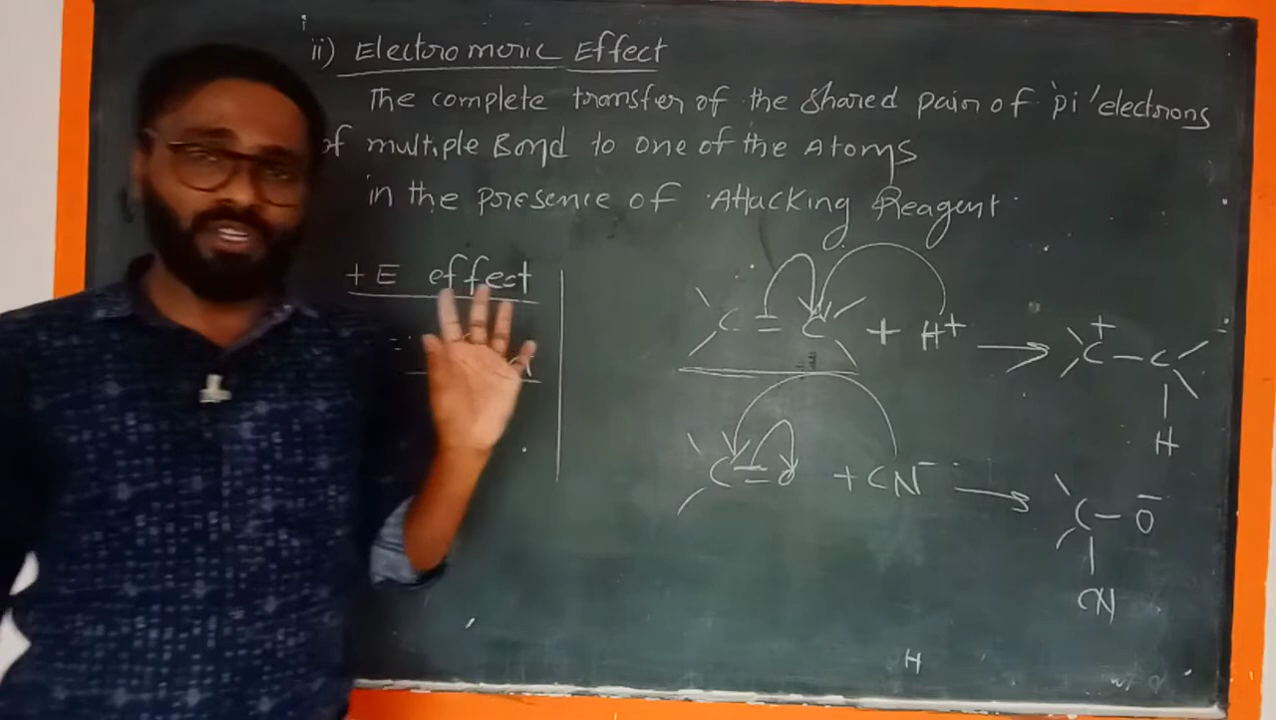 ii) Electromeric Effect
The complete transfer of the shared pair of 'pi' electrons
of multiple Bond to one of the Atoms
in the presence of Attacking Reagent
+ E effect
C = C + H+ → C+ – C
H
C = O + CN– → C – O–
CN
H